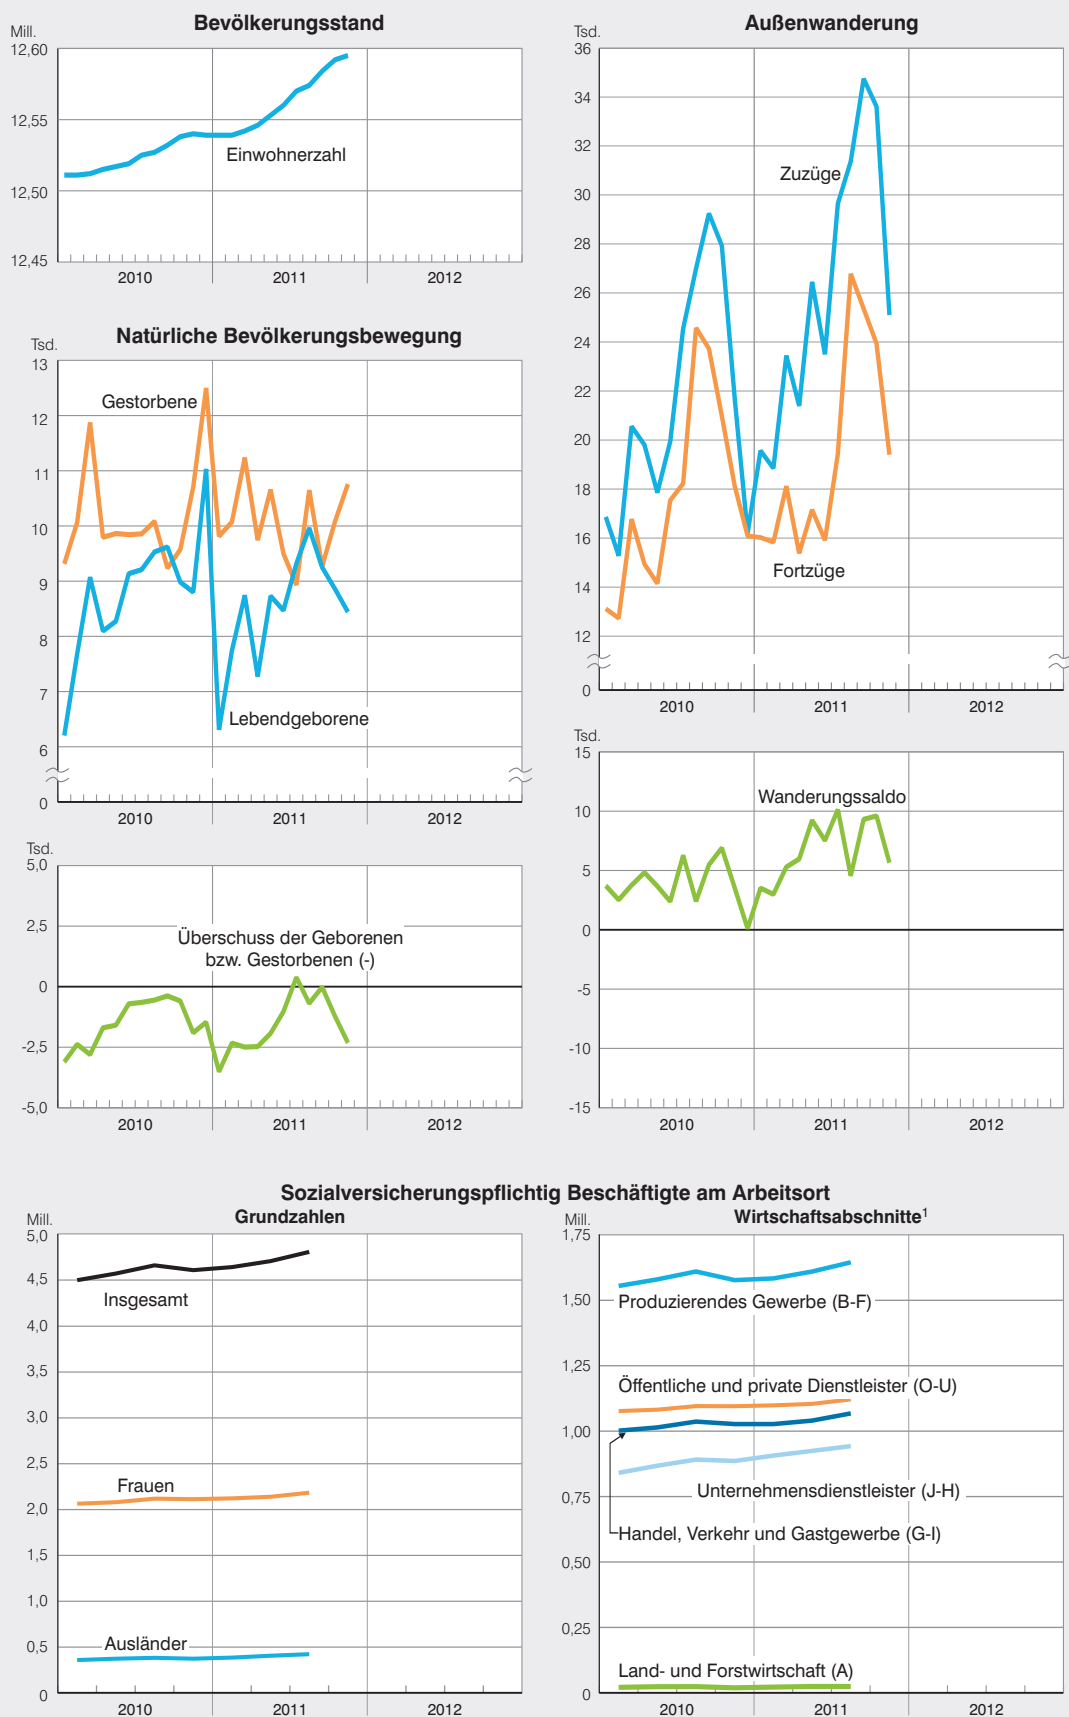 Bevölkerungsstand
Mill.
12,60
12,55
12,50
12,45
Einwohnerzahl
2010
2011
2012
Natürliche Bevölkerungsbewegung
Tsd.
13
12
11
10
9
8
7
6
0
Gestorbene
Lebendgeborene
2010
2011
2012
Tsd.
5,0
2,5
0
-2,5
-5,0
Überschuss der Geborenen
bzw. Gestorbenen (-)
2010
2011
2012
Außenwanderung
Tsd.
36
34
32
30
28
26
24
22
20
18
16
14
12
0
Zuzüge
Fortzüge
2010
2011
2012
Tsd.
15
10
5
0
-5
-10
-15
Wanderungssaldo
2010
2011
2012
Sozialversicherungspflichtig Beschäftigte am Arbeitsort
Grundzahlen
Mill.
5,0
4,5
4,0
3,5
3,0
2,5
2,0
1,5
1,0
0,5
0
Insgesamt
Frauen
Ausländer
2010
2011
2012
Wirtschaftsabschnitte¹
Mill.
1,75
1,50
1,25
1,00
0,75
0,50
0,25
0
Produzierendes Gewerbe (B-F)
Öffentliche und private Dienstleister (O-U)
Unternehmensdienstleister (J-H)
Handel, Verkehr und Gastgewerbe (G-I)
Land- und Forstwirtschaft (A)
2010
2011
2012